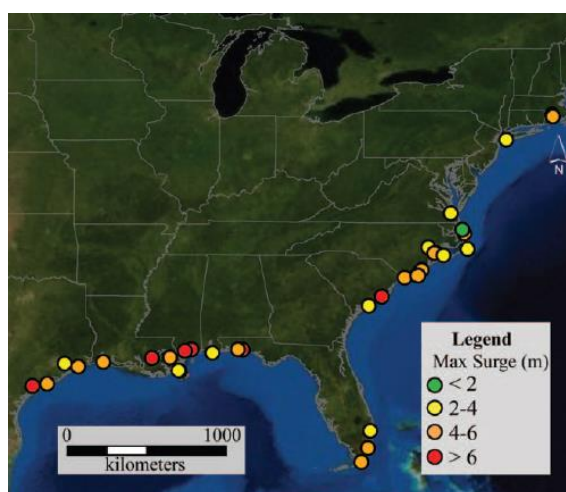 N
Legend
Max Surge (m)
< 2
2-4
4-6
> 6
0 1000
kilometers